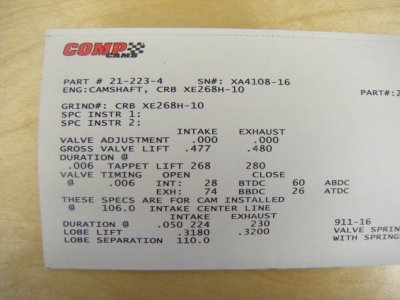 COMP
CAMS
PART # 21-223-4 SN#: XA4108-16
ENG:CAMSHAFT, CRB XE268H-10
PART#:2
GRIND#: CRB XE268H-10
SPC INSTR 1:
SPC INSTR 2:
INTAKE EXHAUST
VALVE ADJUSTMENT .000 .000
GROSS VALVE LIFT .477 .480
DURATION @
.006 TAPPET LIFT 268 280
VALVE TIMING OPEN CLOSE
@ .006 INT: 28 BTDC 60 ABDC
EXH: 74 BBDC 26 ATDC
THESE SPECS ARE FOR CAM INSTALLED
@ 106.0 INTAKE CENTER LINE
INTAKE EXHAUST 911-16
DURATION @ .050 224 230 VALVE SPRIN
LOBE LIFT .3180 .3200 WITH SPRING
LOBE SEPARATION 110.0